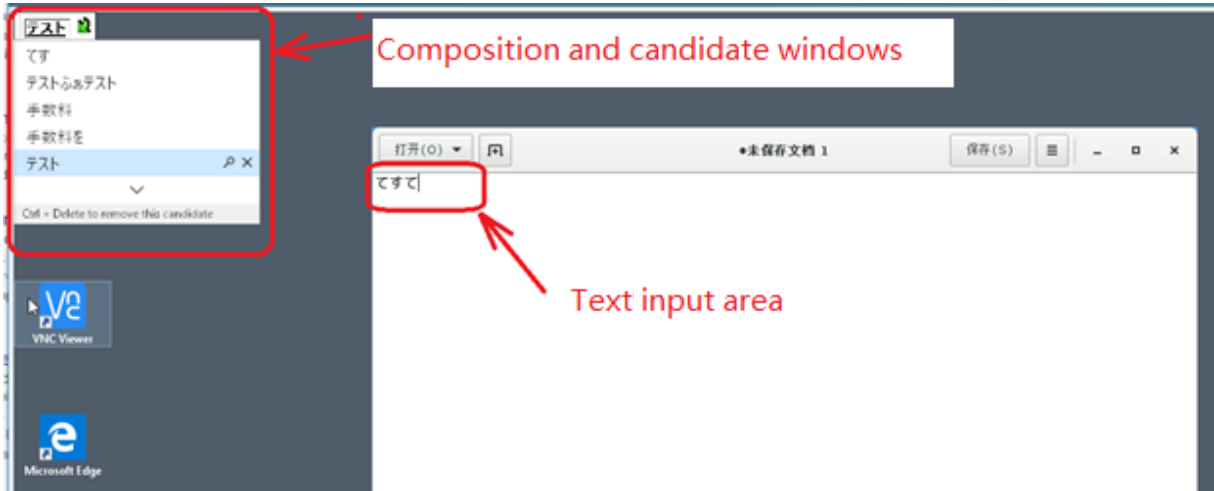 テスト
てす
テストふぁテスト
手数料
手数料を
テスト
Ctrl + Delete to remove this candidate
Composition and candidate windows
打开(O)
•未保存文档 1
保存(S)
てすて
Text input area
VNC Viewer
Microsoft Edge